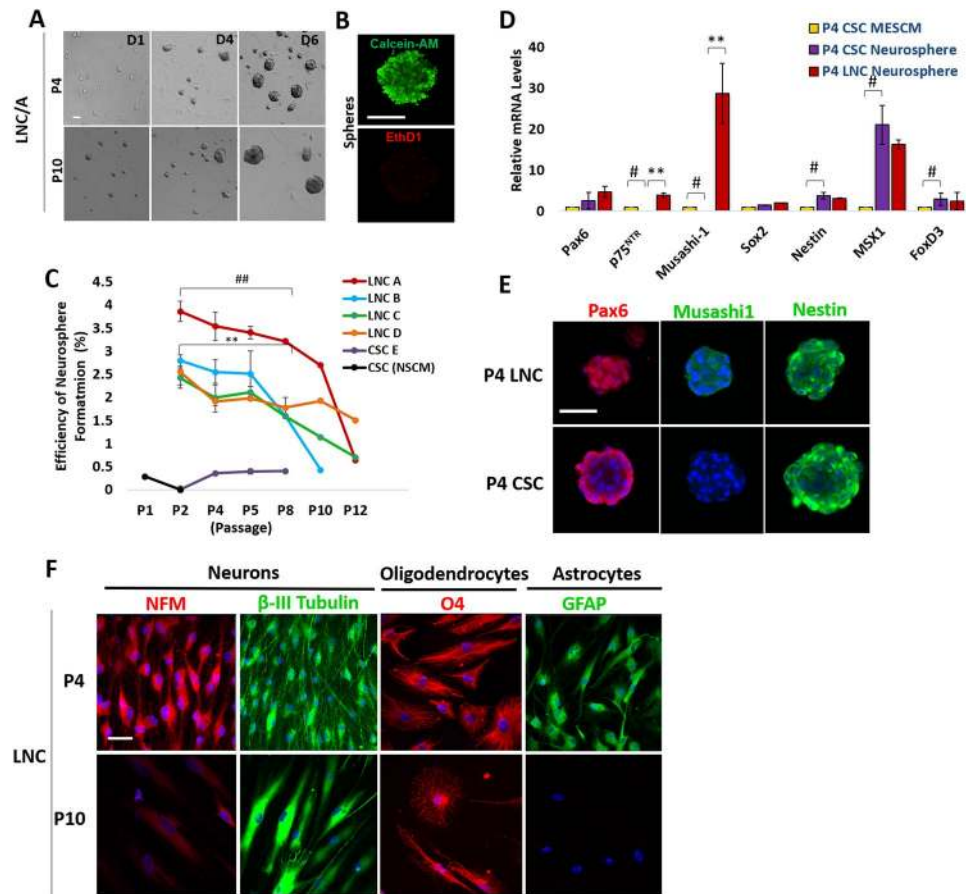 A
D1 D4 D6
LNC/A
P4
P10
B
Calcein-AM
EthD1
Spheres
C
Efficiency of Neurosphere
Formatmion (%)
4.5
4
3.5
3
2.5
2
1.5
1
0.5
0
##
**
LNC A
LNC B
LNC C
LNC D
CSC E
CSC (NSCM)
P1 P2 P4 P5 P8 P10 P12
(Passage)
D
Relative mRNA Levels
40
30
20
10
0
P4 CSC MESCM
P4 CSC Neurosphere
P4 LNC Neurosphere
# ** # ** # # #
Pax6 p75NTR Musashi-1 Sox2 Nestin MSX1 FoxD3
E
Pax6 Musashi1 Nestin
P4 LNC
P4 CSC
F
Neurons Oligodendrocytes Astrocytes
NFM β-III Tubulin O4 GFAP
LNC
P4
P10